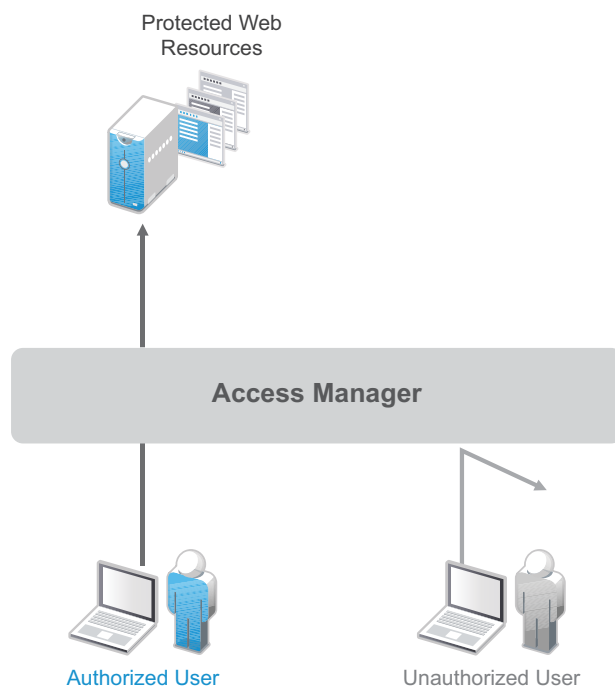 Protected Web
Resources
Access Manager
Authorized User
Unauthorized User